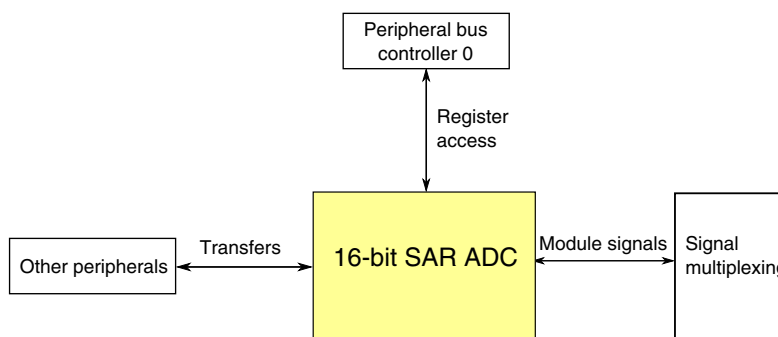 Peripheral bus
controller 0
Register
access
Transfers
Other peripherals
16-bit SAR ADC
Module signals
Signal
multiplexing